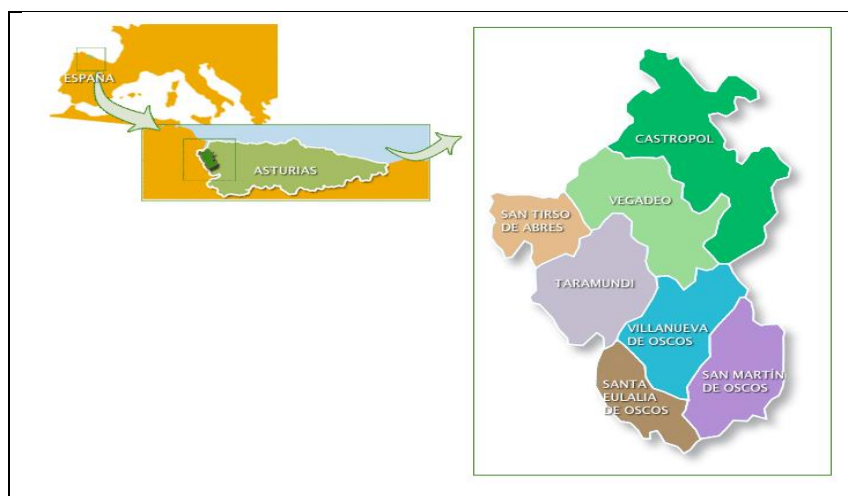 ESPAÑA
ASTURIAS
CASTROPOL
VEGADEO
SAN TIRSO
DE ABRES
TARAMUNDI
VILLANUEVA
DE OSCOS
SAN MARTÍN
DE OSCOS
SANTA
EULALIA
DE OSCOS